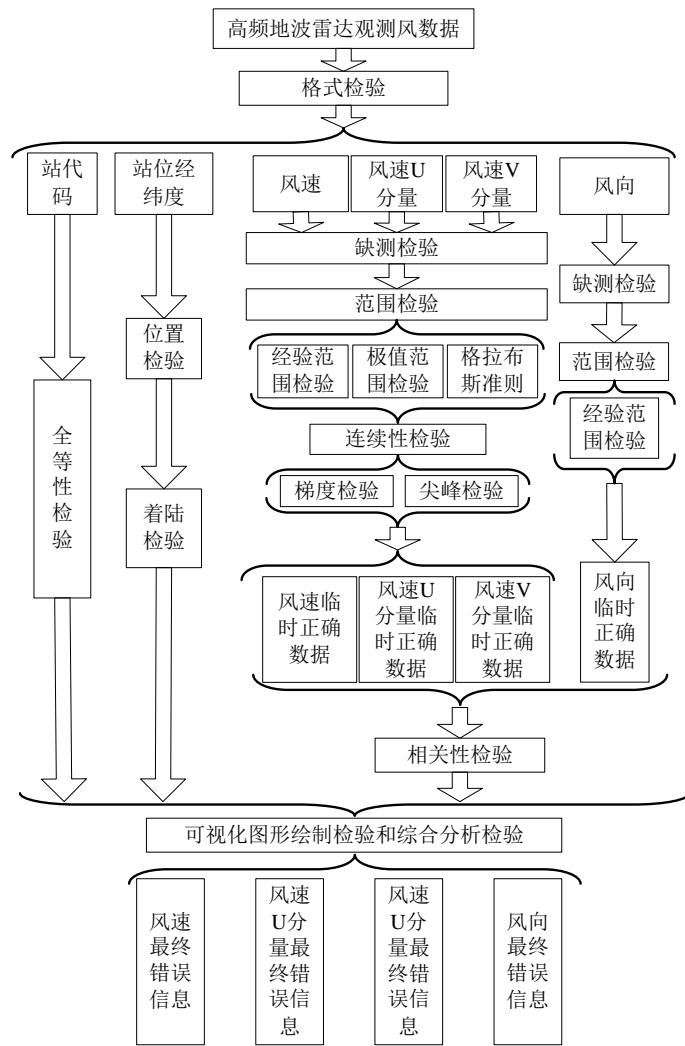 高频地波雷达观测风数据
格式检验
站代
码
站位经
纬度
风速
风速U
分量
风速V
分量
风向
缺测检验
缺测检验
范围检验
位置
检验
范围检验
经验范
围检验
极值范
围检验
格拉布
斯准则
经验范
围检验
全
等
性
检
验
连续性检验
梯度检验
尖峰检验
着陆
检验
风速临
时正确
数据
风速U
分量临
时正确
数据
风速V
分量临
时正确
数据
风向
临时
正确
数据
相关性检验
可视化图形绘制检验和综合分析检验
风速
最终
错误
信息
风速
U分
量最
终错
误信
息
风速
U分
量最
终错
误信
息
风向
最终
错误
信息